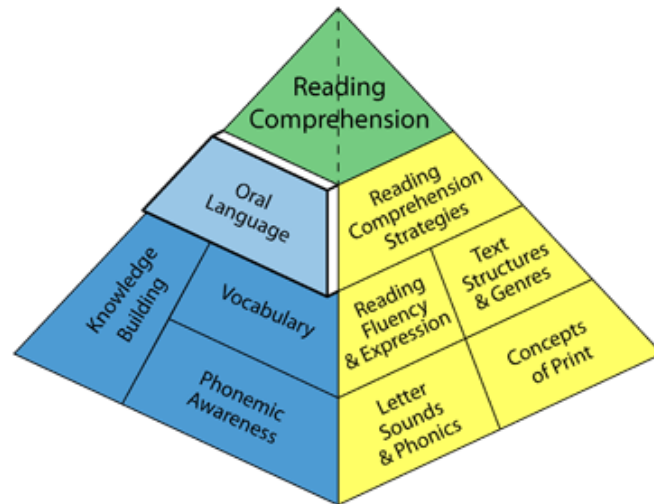 Reading
Comprehension
Oral
Language
Reading
Comprehension
Strategies
Knowledge
Building
Vocabulary
Reading
Fluency
& Expression
Text
Structures
& Genres
Phonemic
Awareness
Letter
Sounds
& Phonics
Concepts
of Print